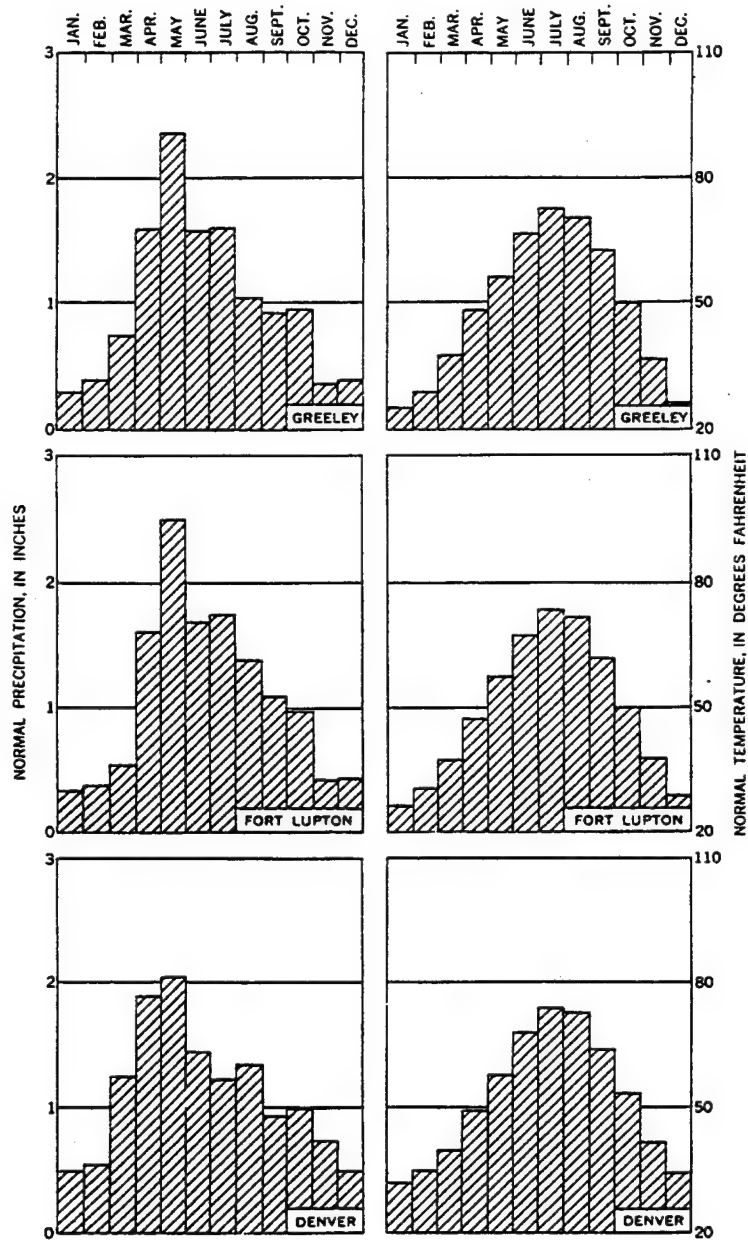 JAN. FEB. MAR. APR. MAY JUNE JULY AUG. SEPT. OCT. NOV. DEC.
JAN. FEB. MAR. APR. MAY JUNE JULY AUG. SEPT. OCT. NOV. DEC.
3
2
1
0
GREELEY
110
80
50
20
GREELEY
3
2
1
0
FORT LUPTON
110
80
50
20
FORT LUPTON
3
2
1
0
DENVER
110
80
50
20
DENVER
NORMAL PRECIPITATION, IN INCHES
NORMAL TEMPERATURE, IN DEGREES FAHRENHEIT